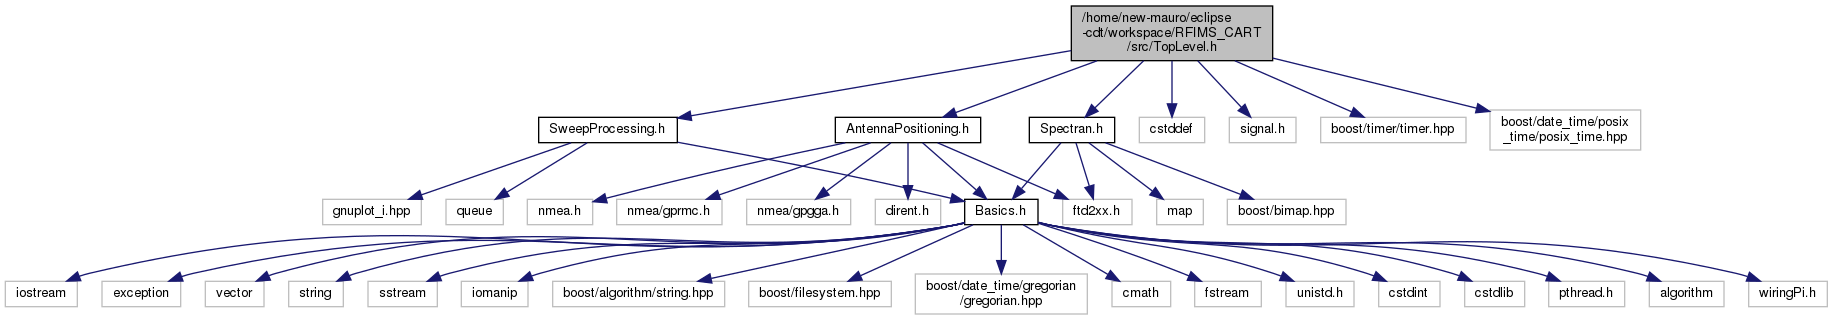 /home/new-mauro/eclipse
-cdt/workspace/RFIMS_CART
/src/TopLevel.h
SweepProcessing.h
AntennaPositioning.h
Spectran.h
cstddef
signal.h
boost/timer/timer.hpp
boost/date_time/posix
_time/posix_time.hpp
gnuplot_i.hpp
queue
nmea.h
nmea/gprmc.h
nmea/gpgga.h
dirent.h
Basics.h
ftd2xx.h
map
boost/bimap.hpp
iostream
exception
vector
string
sstream
iomanip
boost/algorithm/string.hpp
boost/filesystem.hpp
boost/date_time/gregorian
/gregorian.hpp
cmath
fstream
unistd.h
cstdint
cstdlib
pthread.h
algorithm
wiringPi.h